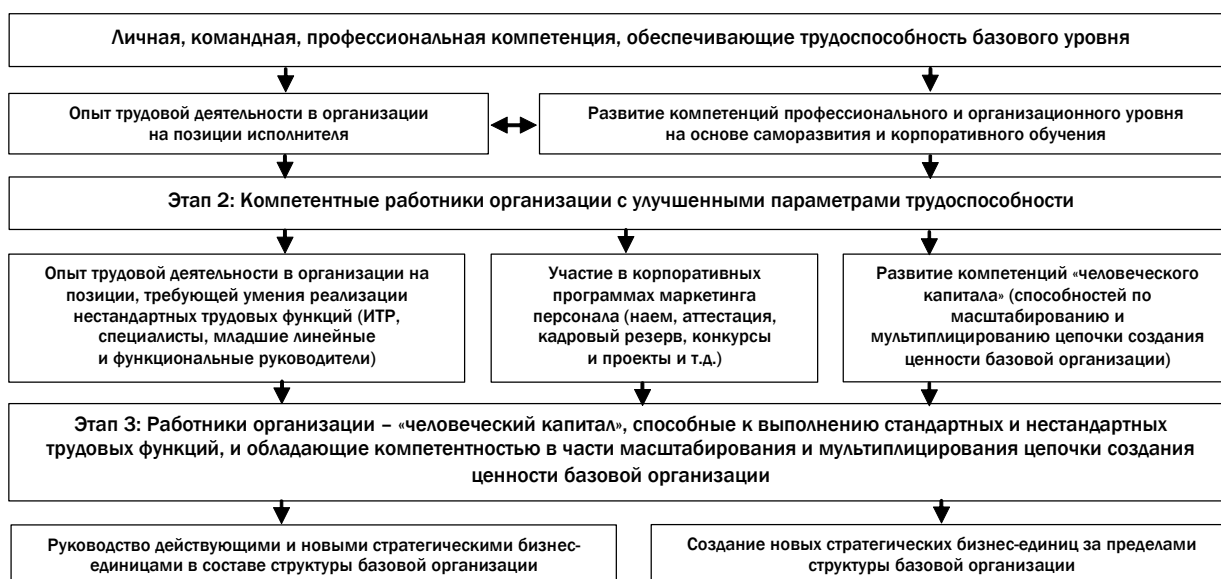 Личная, командная, профессиональная компетенция, обеспечивающие трудоспособность базового уровня
Опыт трудовой деятельности в организации
на позиции исполнителя
Развитие компетенций профессионального и организационного уровня
на основе саморазвития и корпоративного обучения
Этап 2: Компетентные работники организации с улучшенными параметрами трудоспособности
Опыт трудовой деятельности в организации на
позиции, требующей умения реализации
нестандартных трудовых функций (ИТР,
специалисты, младшие линейные
и функциональные руководители)
Участие в корпоративных
программах маркетинга
персонала (наем, аттестация,
кадровый резерв, конкурсы
и проекты и т.д.)
Развитие компетенций «человеческого
капитала» (способностей по
масштабированию и
мультиплицированию цепочки создания
ценности базовой организации)
Этап 3: Работники организации – «человеческий капитал», способные к выполнению стандартных и нестандартных
трудовых функций, и обладающие компетентностью в части масштабирования и мультиплицирования цепочки создания
ценности базовой организации
Руководство действующими и новыми стратегическими бизнес-
единицами в составе структуры базовой организации
Создание новых стратегических бизнес-единиц за пределами
структуры базовой организации